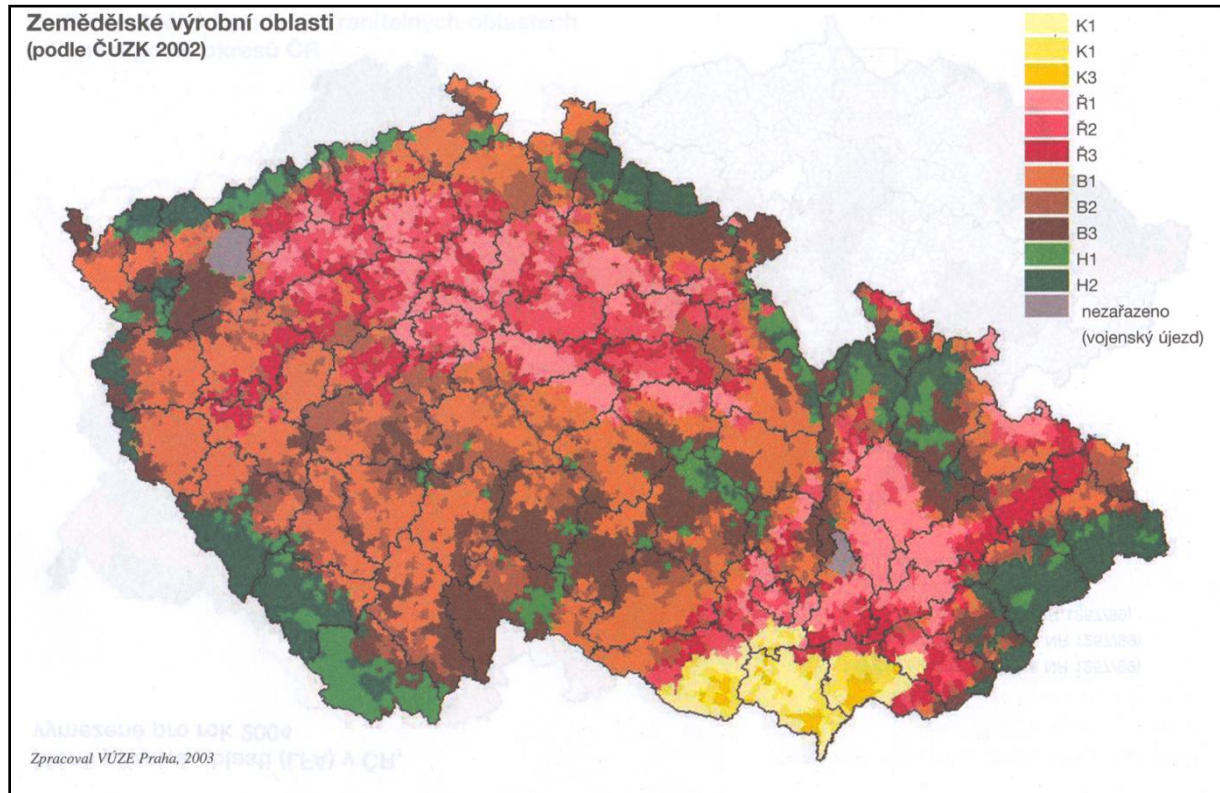 Zemědělské výrobní oblasti
(podle ČÚZK 2002)
K1
K1
K3
Ř1
Ř2
Ř3
B1
B2
B3
H1
H2
nezařazeno
(vojenský újezd)
Zpracoval VÚZE Praha, 2003